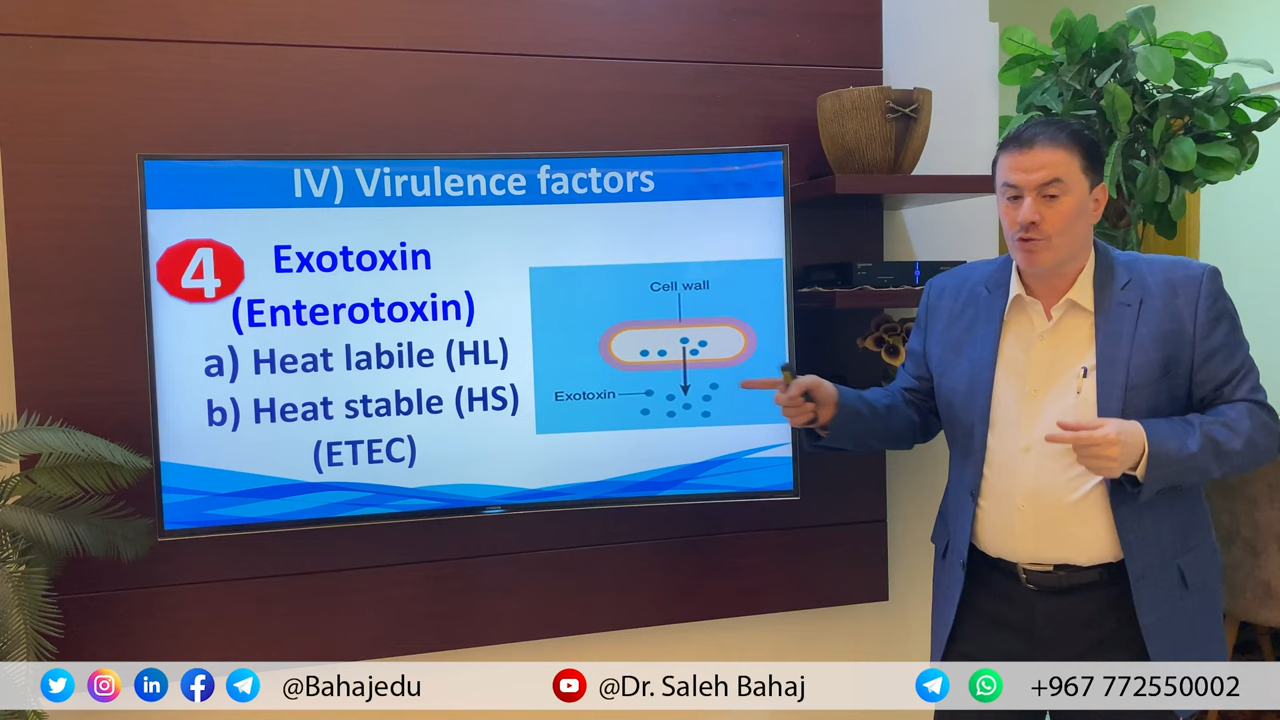 IV) Virulence factors
4
Exotoxin
(Enterotoxin)
a) Heat labile (HL)
b) Heat stable (HS)
(ETEC)
Cell wall
Exotoxin
@Bahajedu
@Dr. Saleh Bahaj
+967 772550002